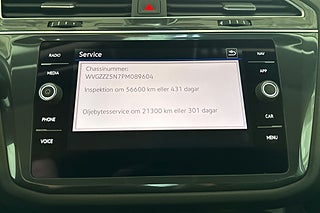 Service
RADIO
NAV
MEDIA
APP
PHONE
CAR
VOICE
MENU
Chassinummer:
WVGZZZ5N7PM089604
Inspektion om 56600 km eller 431 dagar
Oljebytesservice om 21300 km eller 301 dagar